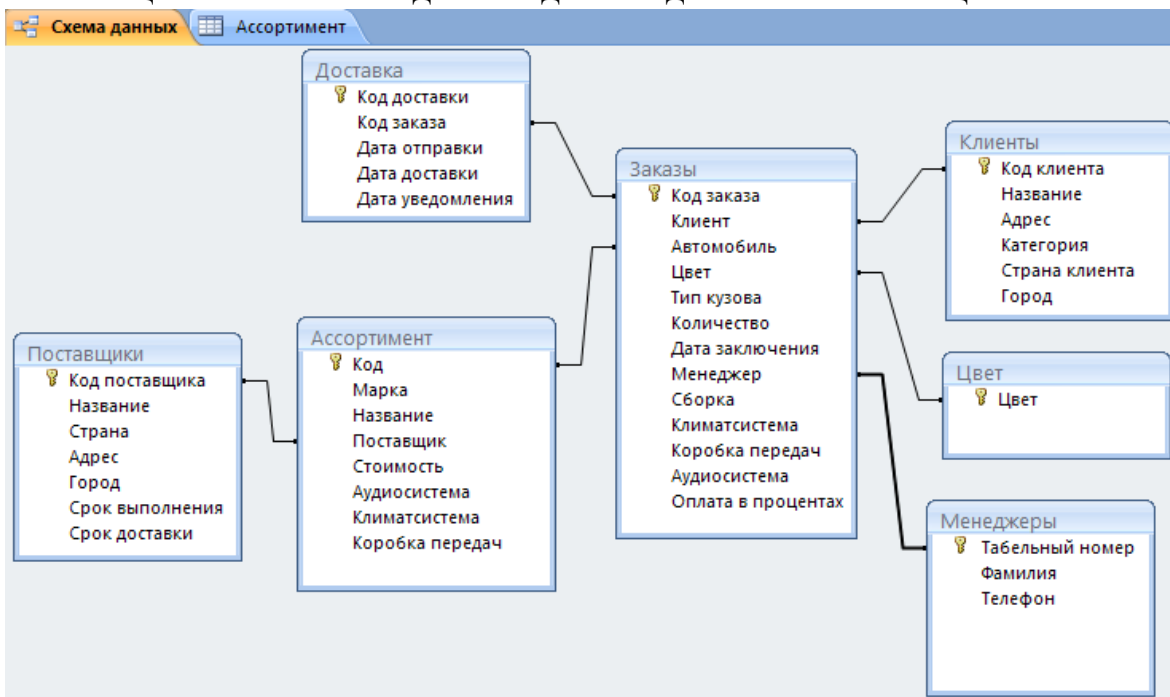 Схема данных
Ассортимент
Доставка
Код доставки
Код заказа
Дата отправки
Дата доставки
Дата уведомления
Заказы
Код заказа
Клиент
Автомобиль
Цвет
Тип кузова
Количество
Дата заключения
Менеджер
Сборка
Климатсистема
Коробка передач
Аудиосистема
Оплата в процентах
Клиенты
Код клиента
Название
Адрес
Категория
Страна клиента
Город
Поставщики
Код поставщика
Название
Страна
Адрес
Город
Срок выполнения
Срок доставки
Ассортимент
Код
Марка
Название
Поставщик
Стоимость
Аудиосистема
Климатсистема
Коробка передач
Цвет
Цвет
Менеджеры
Табельный номер
Фамилия
Телефон